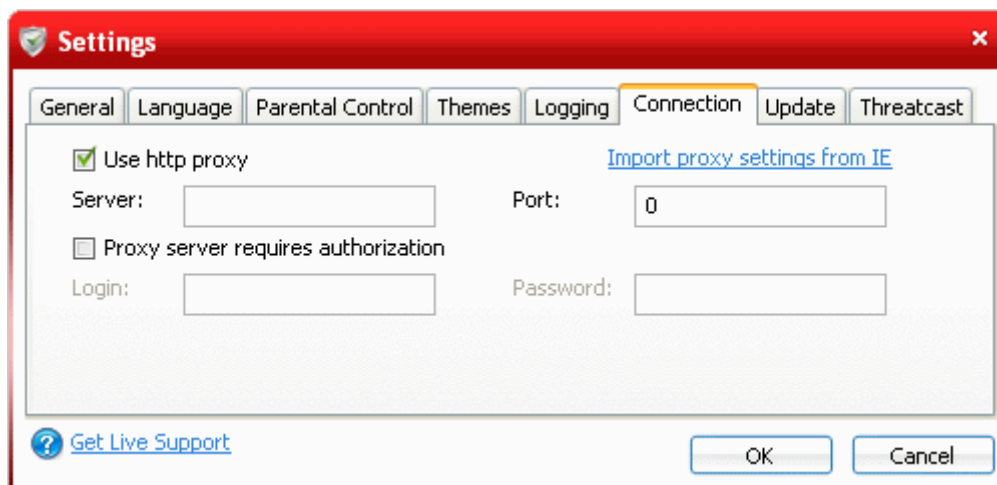 Settings
General Language Parental Control Themes Logging Connection Update Threatcast
Use http proxy Import proxy settings from IE
Server: Port: 0
Proxy server requires authorization
Login: Password:
Get Live Support OK Cancel